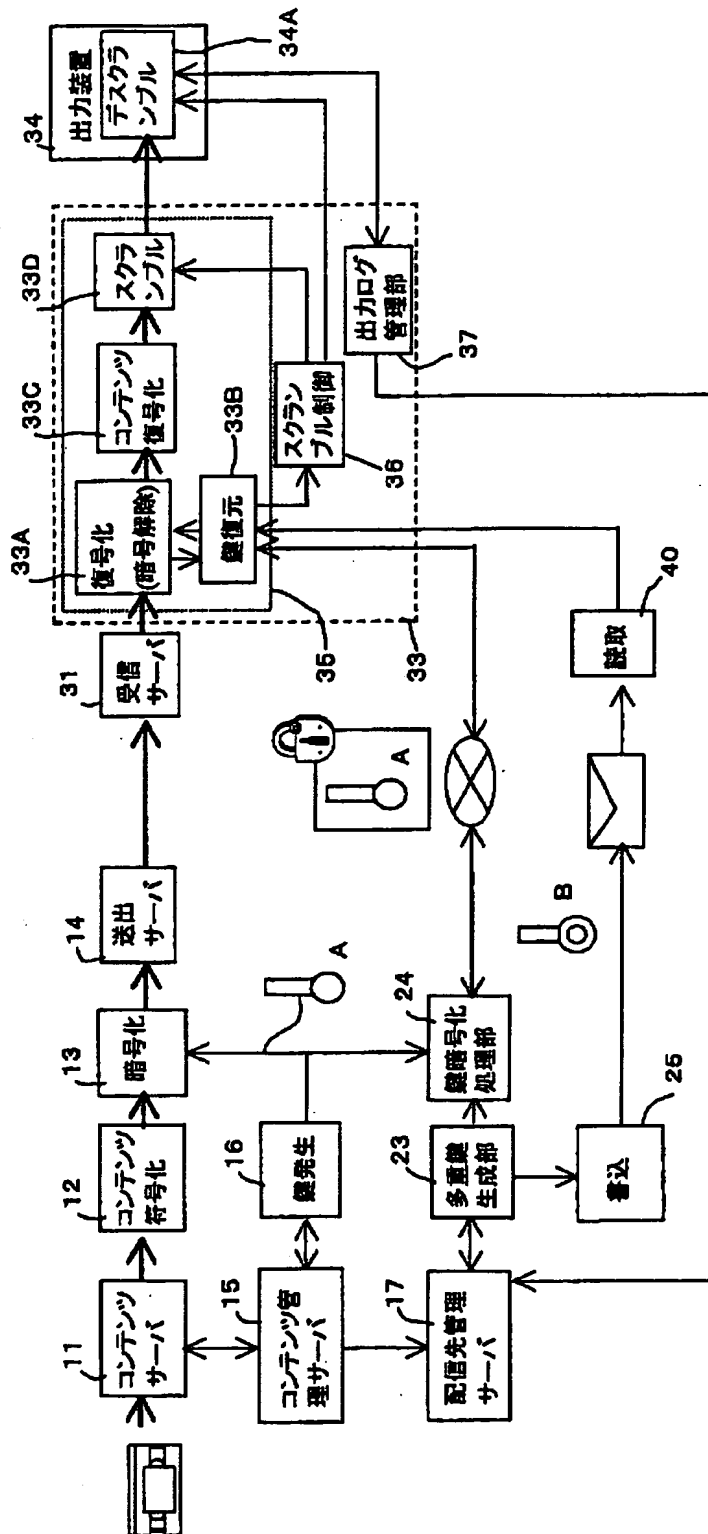 11
コンテンツ
サーバ
12
コンテンツ
符号化
13
暗号化
14
送出
サーバ
31
受信
サーバ
33A
復号化
(暗号解除)
33C
コンテンツ
復号化
33D
スクラ
ンブル
34
出力装置
デスクラ
ンブル
34A
33B
鍵復元
35
33
スクラン
ブル制御
36
出力ログ
管理部
37
15
コンテンツ管
理サーバ
16
鍵発生
A
A
17
配信先管理
サーバ
23
多重鍵
生成部
24
鍵暗号化
処理部
B
25
書込
40
読取